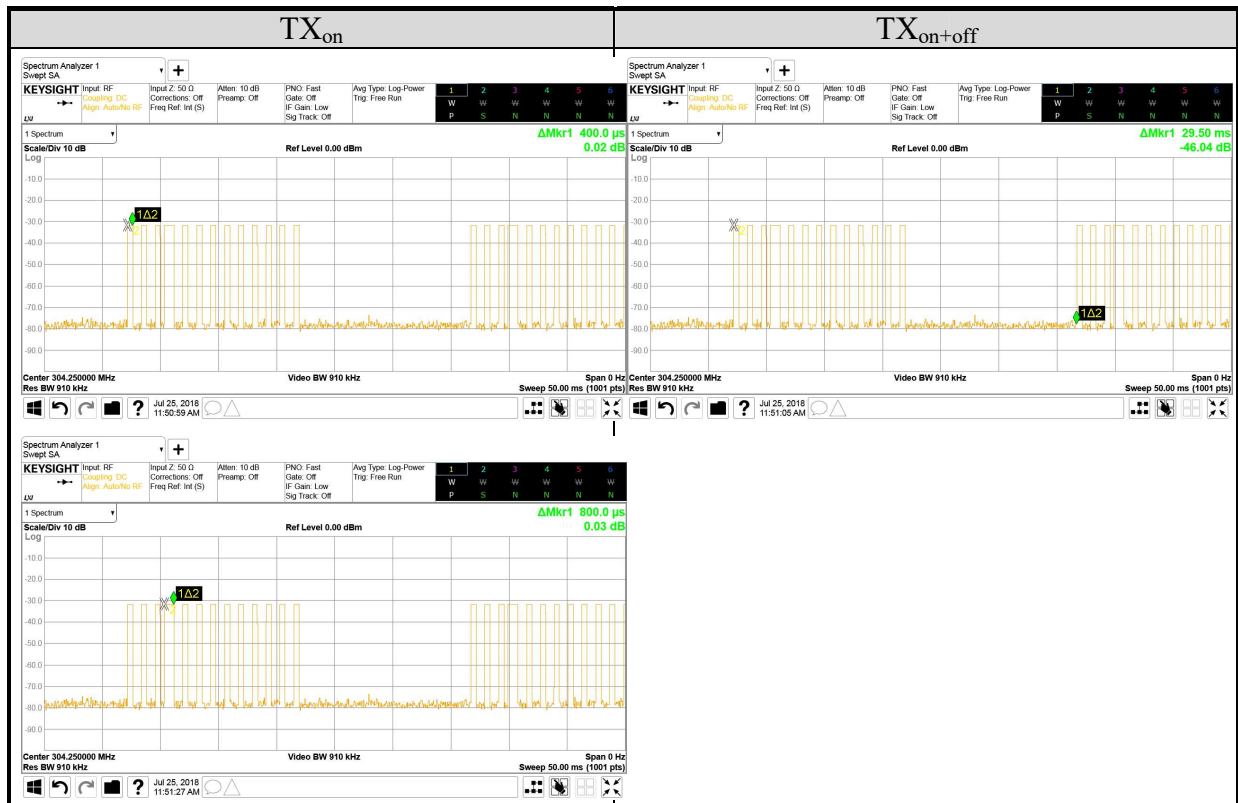 TXon
TXon+off
Spectrum Analyzer 1
Swept SA
KEYSIGHT
Input: RF
Coupling: DC
Align: Auto/No RF
Input Z: 50 Ω
Corrections: Off
Freq Ref: Int (S)
Atten: 10 dB
Preamp: Off
PNO: Fast
Gate: Off
IF Gain: Low
Sig Track: Off
Avg Type: Log-Power
Trig: Free Run
1 2 3 4 5 6
W W W W W W
P S N N N N
LXI
1 Spectrum
ΔMkr1 400.0 µs
Scale/Div 10 dB
Ref Level 0.00 dBm
0.02 dB
Log
1Δ2
2
-10.0
-20.0
-30.0
-40.0
-50.0
-60.0
-70.0
-80.0
-90.0
Center 304.250000 MHz
Video BW 910 kHz
Span 0 Hz
Res BW 910 kHz
Sweep 50.00 ms (1001 pts)
?
Jul 25, 2018
11:50:59 AM
Spectrum Analyzer 1
Swept SA
KEYSIGHT
Input: RF
Coupling: DC
Align: Auto/No RF
Input Z: 50 Ω
Corrections: Off
Freq Ref: Int (S)
Atten: 10 dB
Preamp: Off
PNO: Fast
Gate: Off
IF Gain: Low
Sig Track: Off
Avg Type: Log-Power
Trig: Free Run
1 2 3 4 5 6
W W W W W W
P S N N N N
LXI
1 Spectrum
ΔMkr1 29.50 ms
Scale/Div 10 dB
Ref Level 0.00 dBm
-46.04 dB
Log
2
1Δ2
-10.0
-20.0
-30.0
-40.0
-50.0
-60.0
-70.0
-80.0
-90.0
Center 304.250000 MHz
Video BW 910 kHz
Span 0 Hz
Res BW 910 kHz
Sweep 50.00 ms (1001 pts)
?
Jul 25, 2018
11:51:05 AM
Spectrum Analyzer 1
Swept SA
KEYSIGHT
Input: RF
Coupling: DC
Align: Auto/No RF
Input Z: 50 Ω
Corrections: Off
Freq Ref: Int (S)
Atten: 10 dB
Preamp: Off
PNO: Fast
Gate: Off
IF Gain: Low
Sig Track: Off
Avg Type: Log-Power
Trig: Free Run
1 2 3 4 5 6
W W W W W W
P S N N N N
LXI
1 Spectrum
ΔMkr1 800.0 µs
Scale/Div 10 dB
Ref Level 0.00 dBm
0.03 dB
Log
1Δ2
-10.0
-20.0
-30.0
-40.0
-50.0
-60.0
-70.0
-80.0
-90.0
Center 304.250000 MHz
Video BW 910 kHz
Span 0 Hz
Res BW 910 kHz
Sweep 50.00 ms (1001 pts)
?
Jul 25, 2018
11:51:27 AM